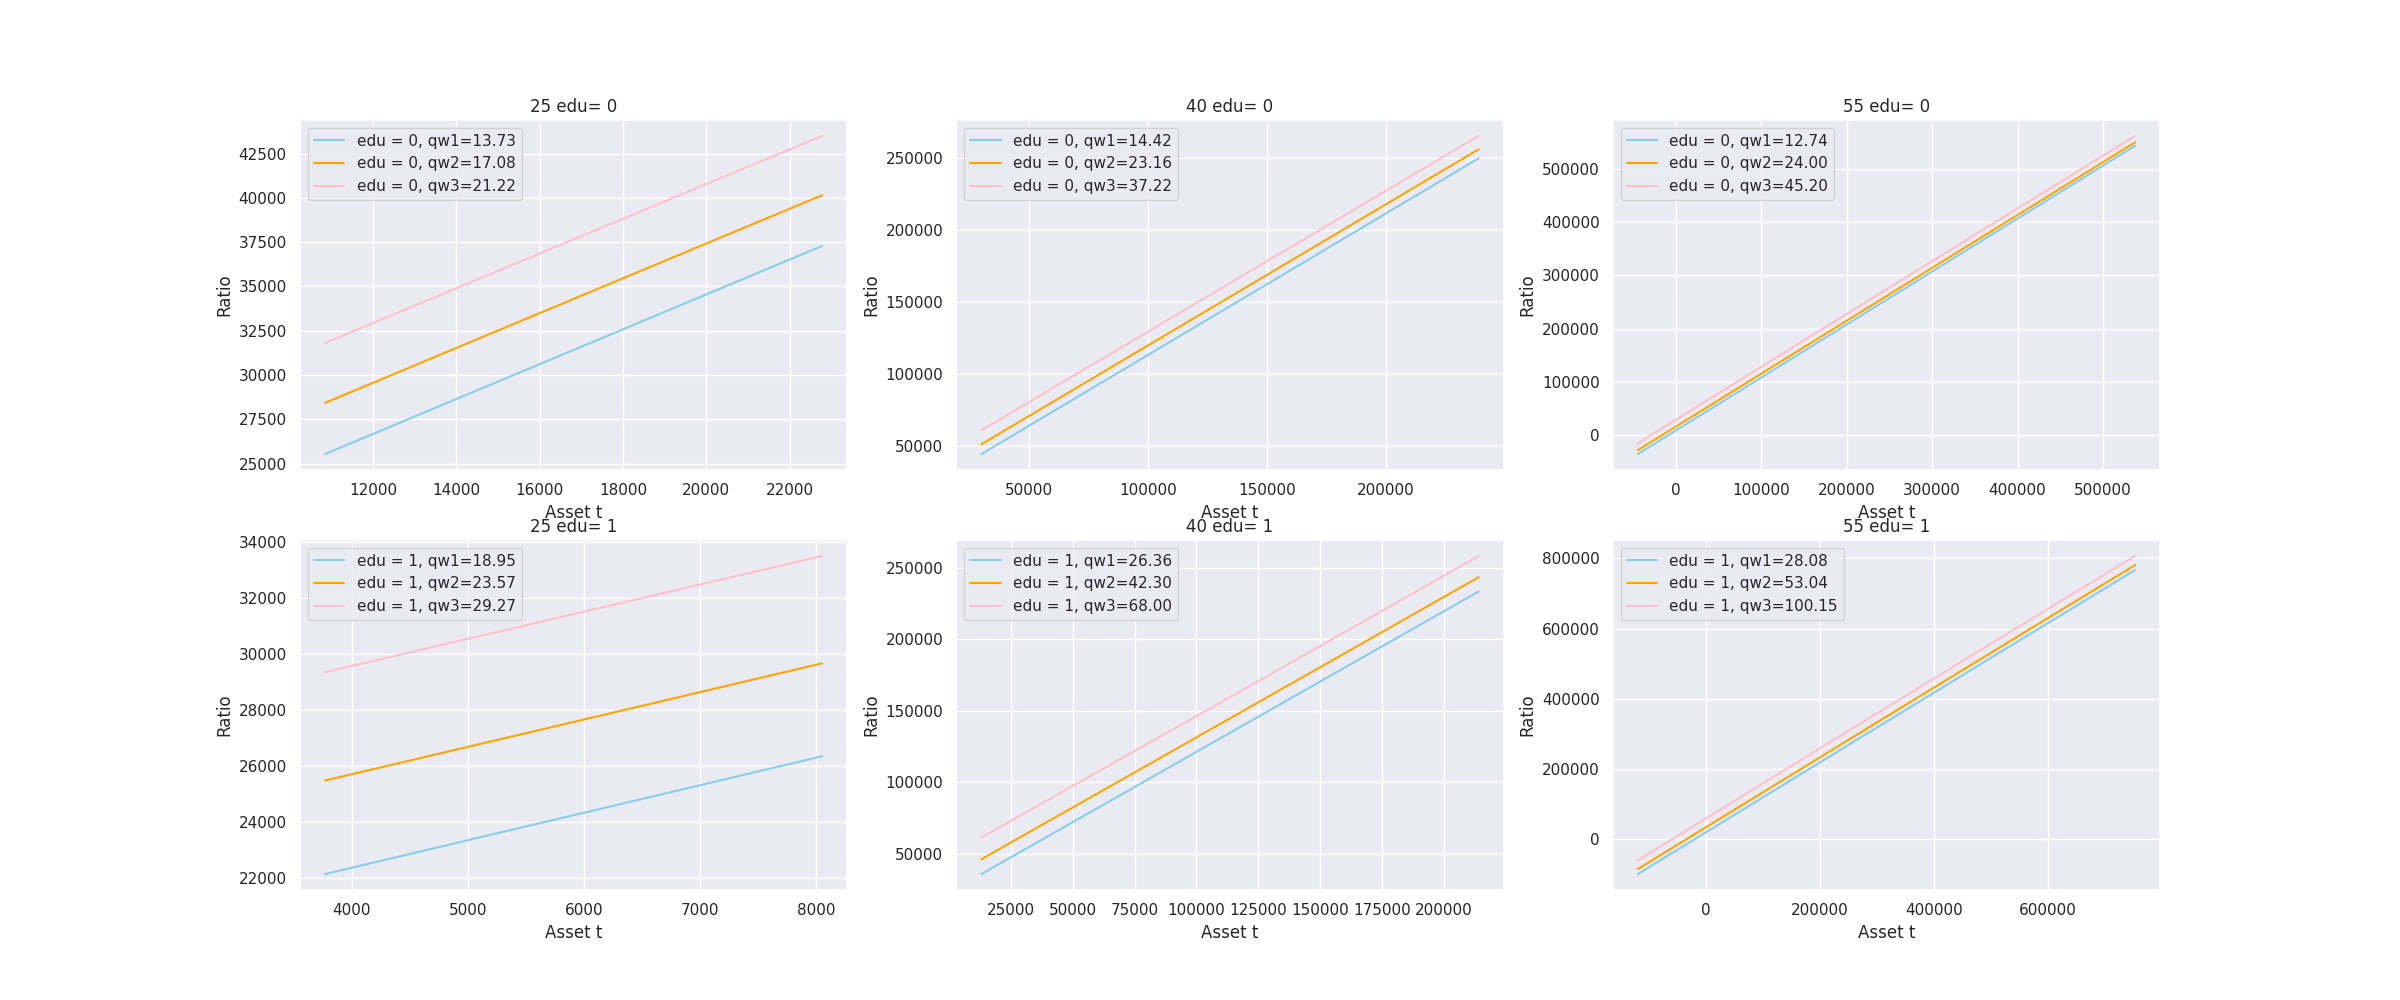 25 edu= 0
edu = 0, qw1=13.73
edu = 0, qw2=17.08
edu = 0, qw3=21.22
Ratio
42500
40000
37500
35000
32500
30000
27500
25000
12000 14000 16000 18000 20000 22000
Asset t
40 edu= 0
edu = 0, qw1=14.42
edu = 0, qw2=23.16
edu = 0, qw3=37.22
Ratio
250000
200000
150000
100000
50000
50000 100000 150000 200000
Asset t
55 edu= 0
edu = 0, qw1=12.74
edu = 0, qw2=24.00
edu = 0, qw3=45.20
Ratio
500000
400000
300000
200000
100000
0
0 100000 200000 300000 400000 500000
Asset t
25 edu= 1
edu = 1, qw1=18.95
edu = 1, qw2=23.57
edu = 1, qw3=29.27
Ratio
34000
32000
30000
28000
26000
24000
22000
4000 5000 6000 7000 8000
Asset t
40 edu= 1
edu = 1, qw1=26.36
edu = 1, qw2=42.30
edu = 1, qw3=68.00
Ratio
250000
200000
150000
100000
50000
25000 50000 75000 100000 125000 150000 175000 200000
Asset t
55 edu= 1
edu = 1, qw1=28.08
edu = 1, qw2=53.04
edu = 1, qw3=100.15
Ratio
800000
600000
400000
200000
0
0 200000 400000 600000
Asset t